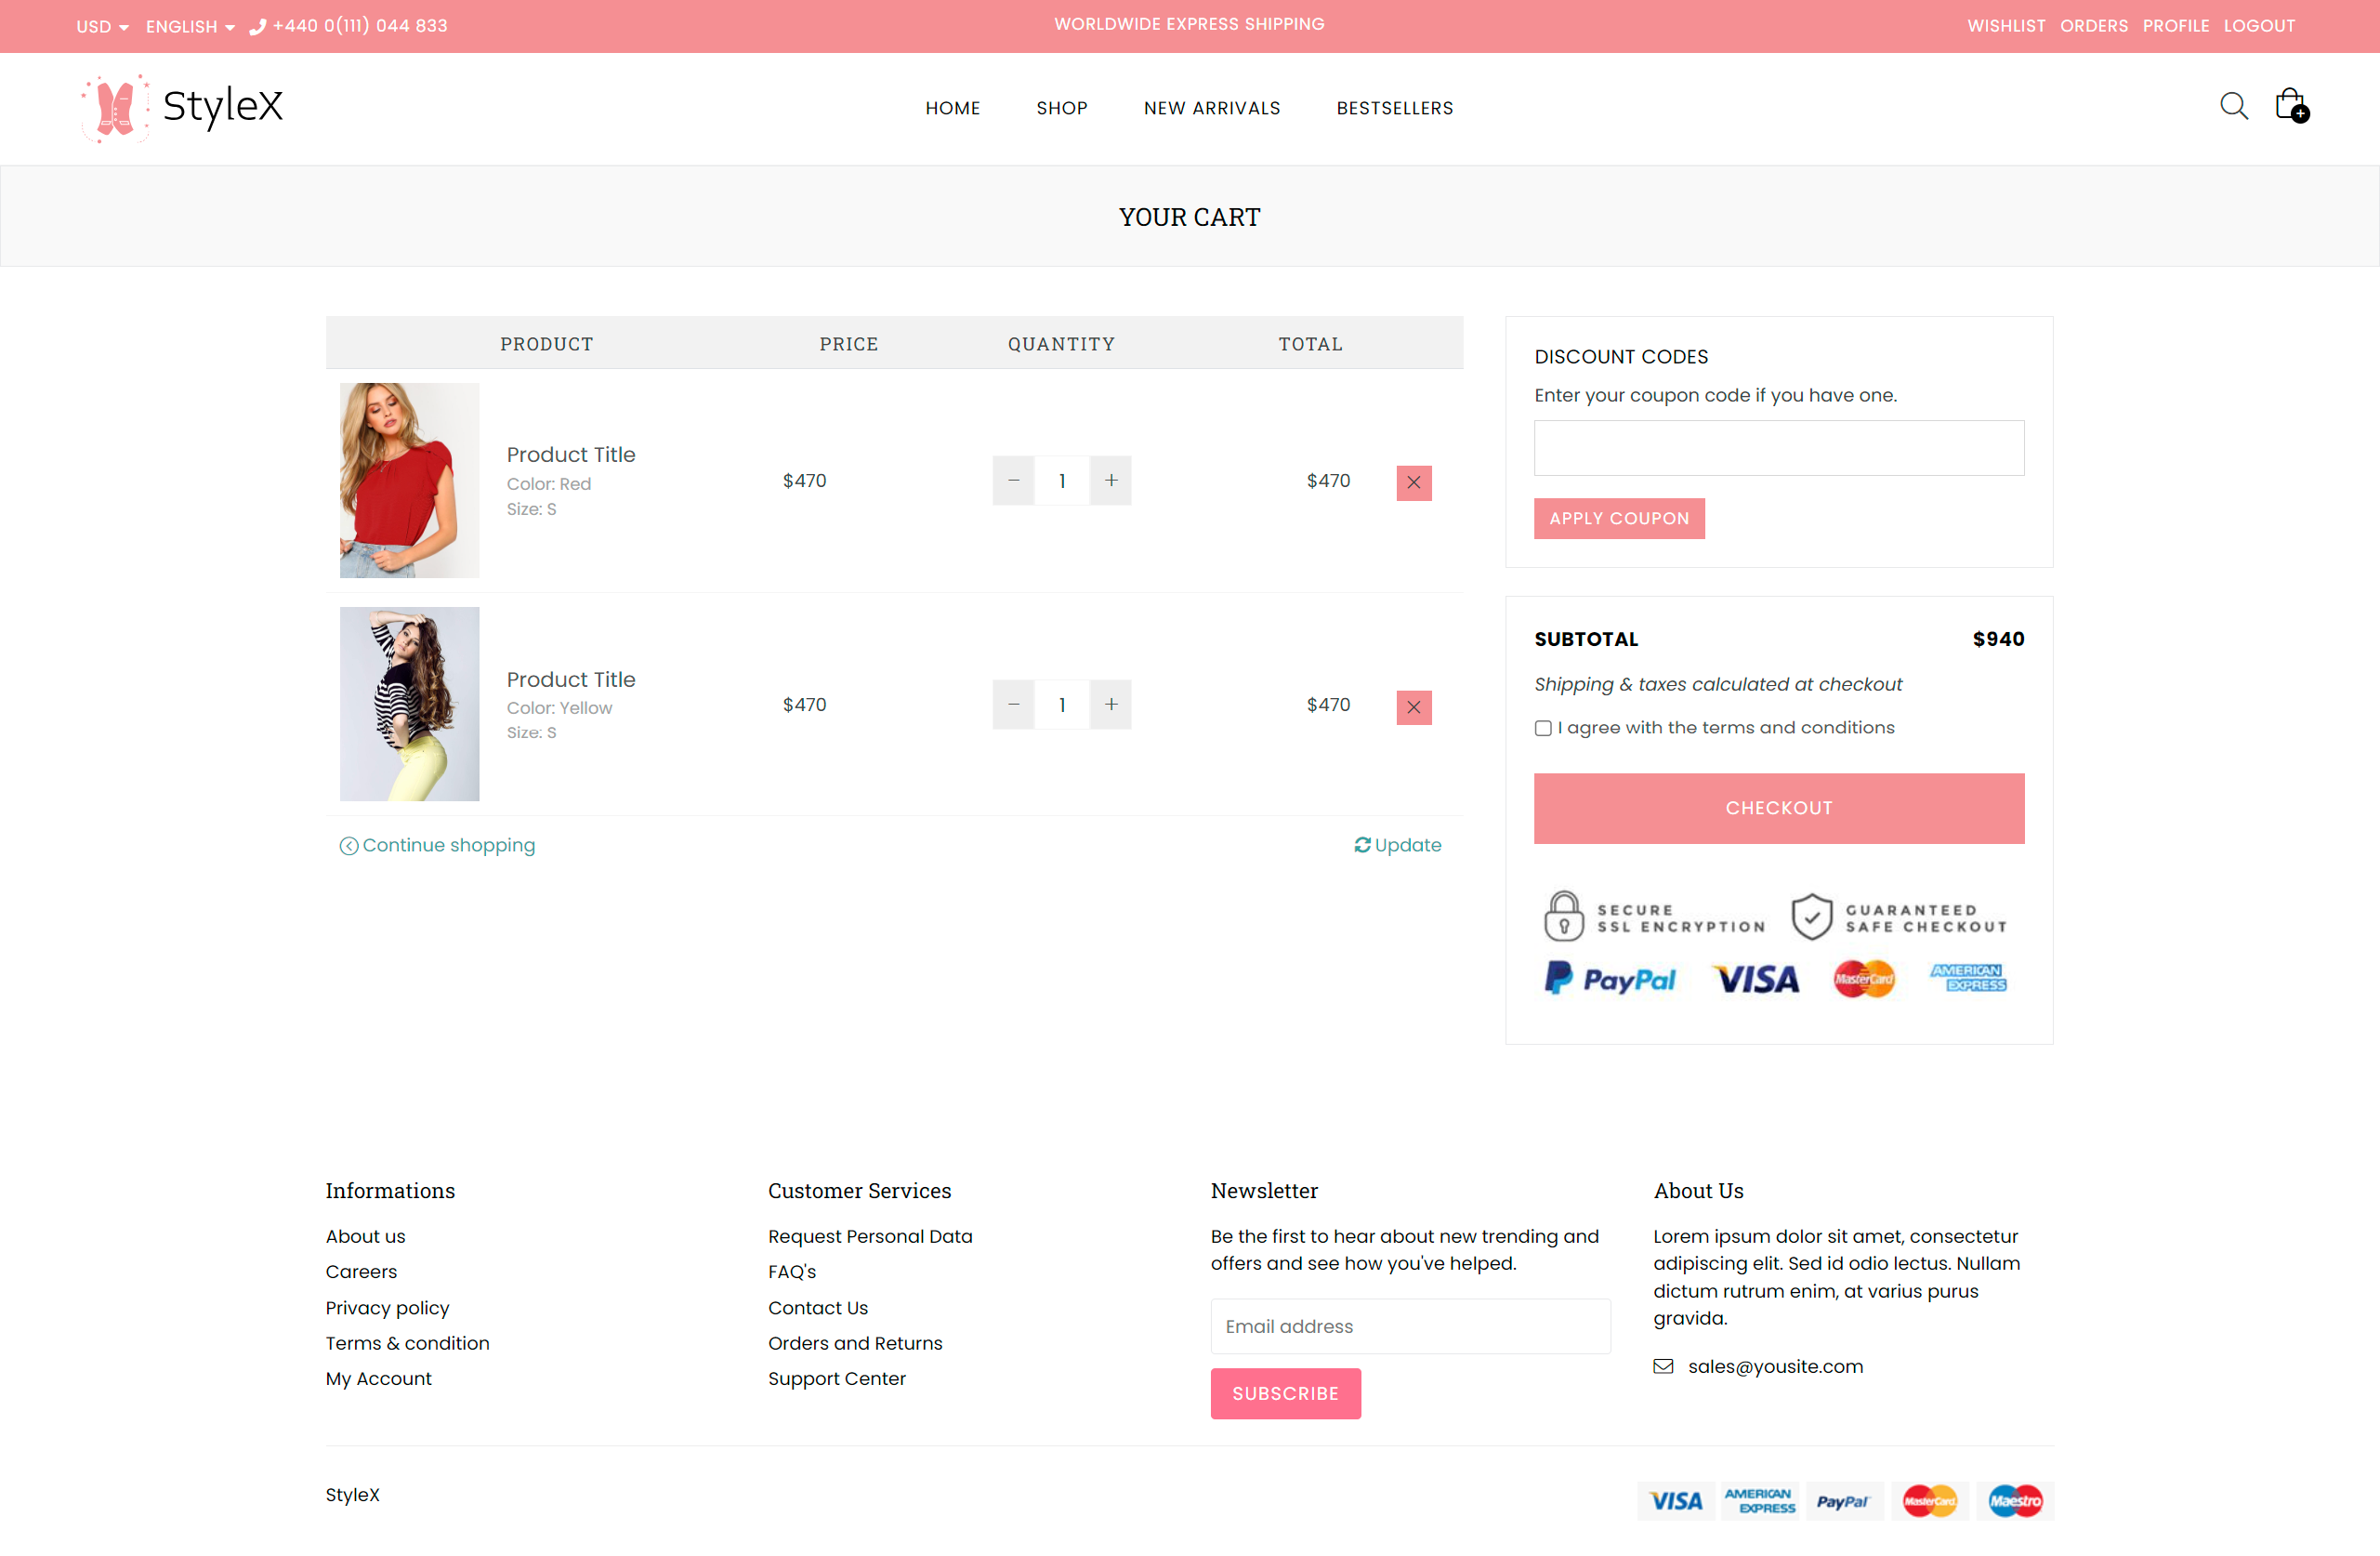 USD ENGLISH +440 0(111) 044 833
WORLDWIDE EXPRESS SHIPPING
WISHLIST ORDERS PROFILE LOGOUT
StyleX
HOME SHOP NEW ARRIVALS BESTSELLERS
YOUR CART
PRODUCT PRICE QUANTITY TOTAL
Product Title
Color: Red
Size: S
$470 − 1 + $470
Product Title
Color: Yellow
Size: S
$470 − 1 + $470
Continue shopping
Update
DISCOUNT CODES
Enter your coupon code if you have one.
APPLY COUPON
SUBTOTAL $940
Shipping & taxes calculated at checkout
I agree with the terms and conditions
CHECKOUT
SECURE
SSL ENCRYPTION
GUARANTEED
SAFE CHECKOUT
PayPal VISA MasterCard AMERICAN EXPRESS
Informations
About us
Careers
Privacy policy
Terms & condition
My Account
Customer Services
Request Personal Data
FAQ's
Contact Us
Orders and Returns
Support Center
Newsletter
Be the first to hear about new trending and
offers and see how you've helped.
Email address
SUBSCRIBE
About Us
Lorem ipsum dolor sit amet, consectetur
adipiscing elit. Sed id odio lectus. Nullam
dictum rutrum enim, at varius purus
gravida.
sales@yousite.com
StyleX
VISA AMERICAN EXPRESS PayPal MasterCard Maestro